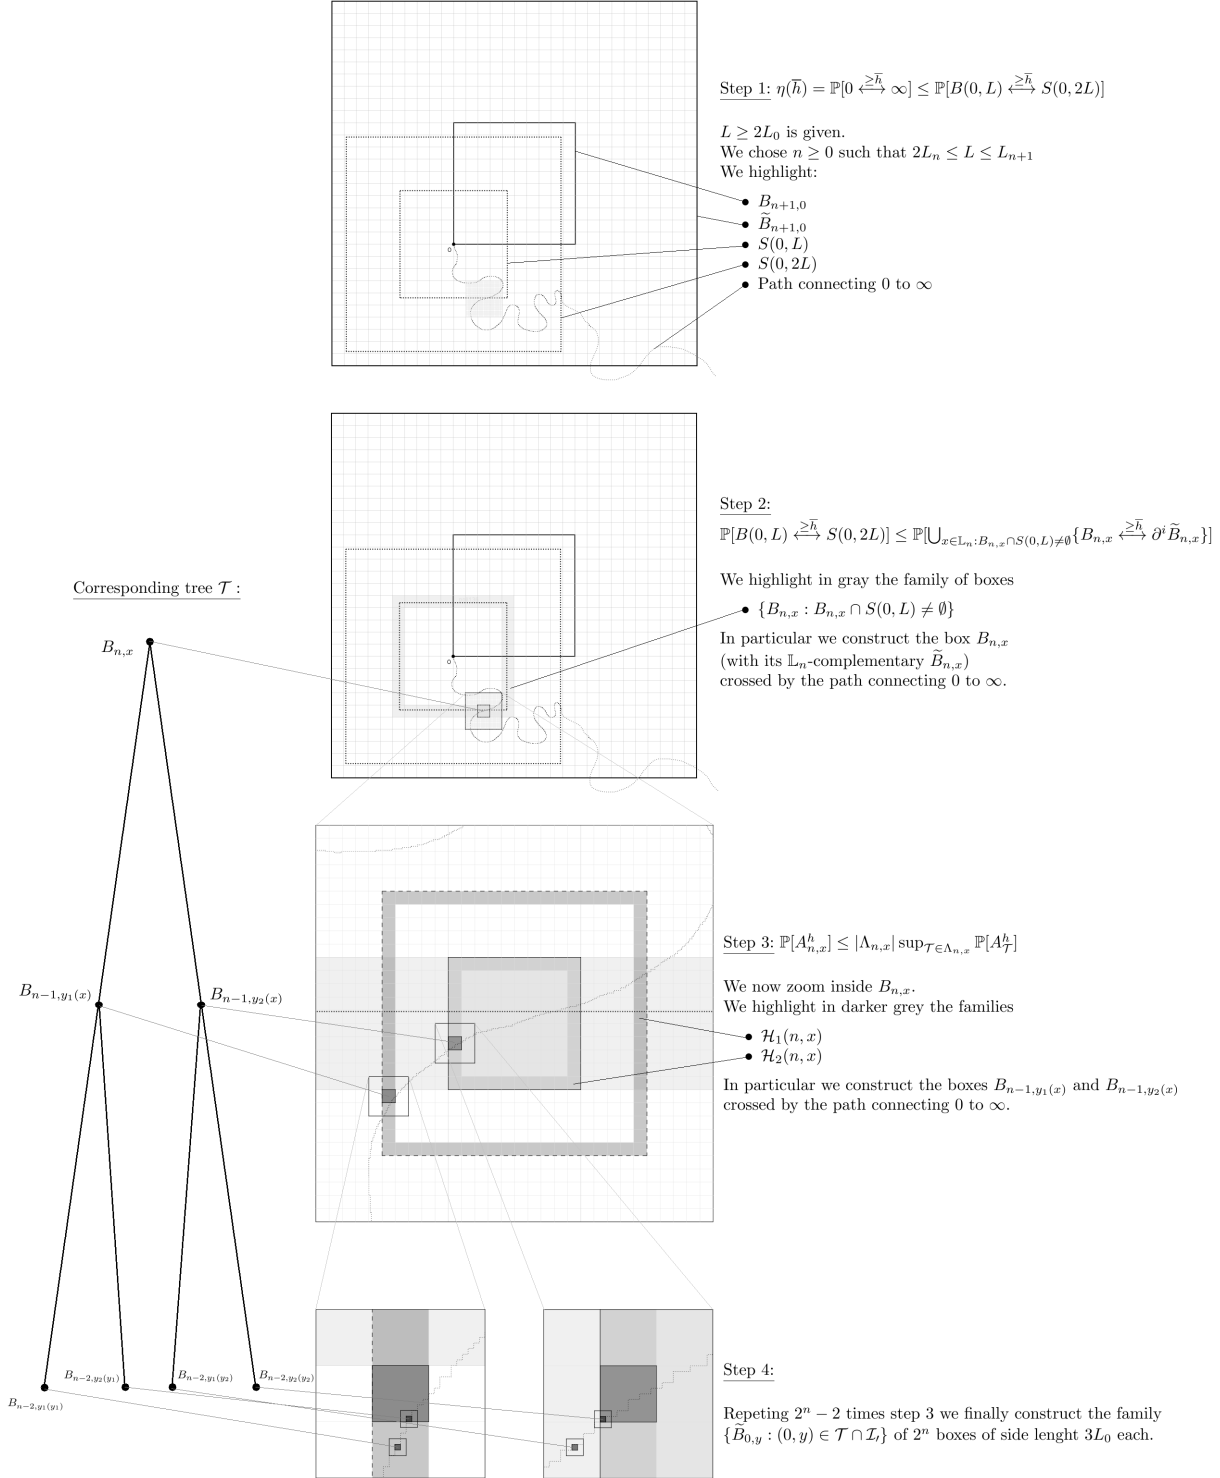 Step 1: η(h̅) = ℙ[0 ⟷^{≥h̅} ∞] ≤ ℙ[B(0, L) ⟷^{≥h̅} S(0, 2L)]
L ≥ 2L₀ is given.
We chose n ≥ 0 such that 2Lₙ ≤ L ≤ Lₙ₊₁
We highlight:
• B_{n+1,0}
• B̃_{n+1,0}
• S(0, L)
• S(0, 2L)
• Path connecting 0 to ∞
0
Step 2:
ℙ[B(0, L) ⟷^{≥h̅} S(0, 2L)] ≤ ℙ[⋃_{x∈𝕃ₙ:B_{n,x}∩S(0,L)≠∅}{B_{n,x} ⟷^{≥h̅} ∂ⁱB̃_{n,x}}]
We highlight in gray the family of boxes
• {B_{n,x} : B_{n,x} ∩ S(0, L) ≠ ∅}
In particular we construct the box B_{n,x}
(with its 𝕃ₙ-complementary B̃_{n,x})
crossed by the path connecting 0 to ∞.
0
Corresponding tree 𝒯 :
B_{n,x}
B_{n−1,y₁(x)}
B_{n−1,y₂(x)}
Step 3: ℙ[A^h_{n,x}] ≤ |Λ_{n,x}| sup_{𝒯∈Λ_{n,x}} ℙ[A^h_𝒯]
We now zoom inside B_{n,x}.
We highlight in darker grey the families
• ℋ₁(n, x)
• ℋ₂(n, x)
In particular we construct the boxes B_{n−1,y₁(x)} and B_{n−1,y₂(x)}
crossed by the path connecting 0 to ∞.
B_{n−2,y₁(y₁)}
B_{n−2,y₂(y₁)}
B_{n−2,y₁(y₂)}
B_{n−2,y₂(y₂)}
Step 4:
Repeting 2ⁿ − 2 times step 3 we finally construct the family
{B̃_{0,y} : (0, y) ∈ 𝒯 ∩ ℐ_′} of 2ⁿ boxes of side lenght 3L₀ each.